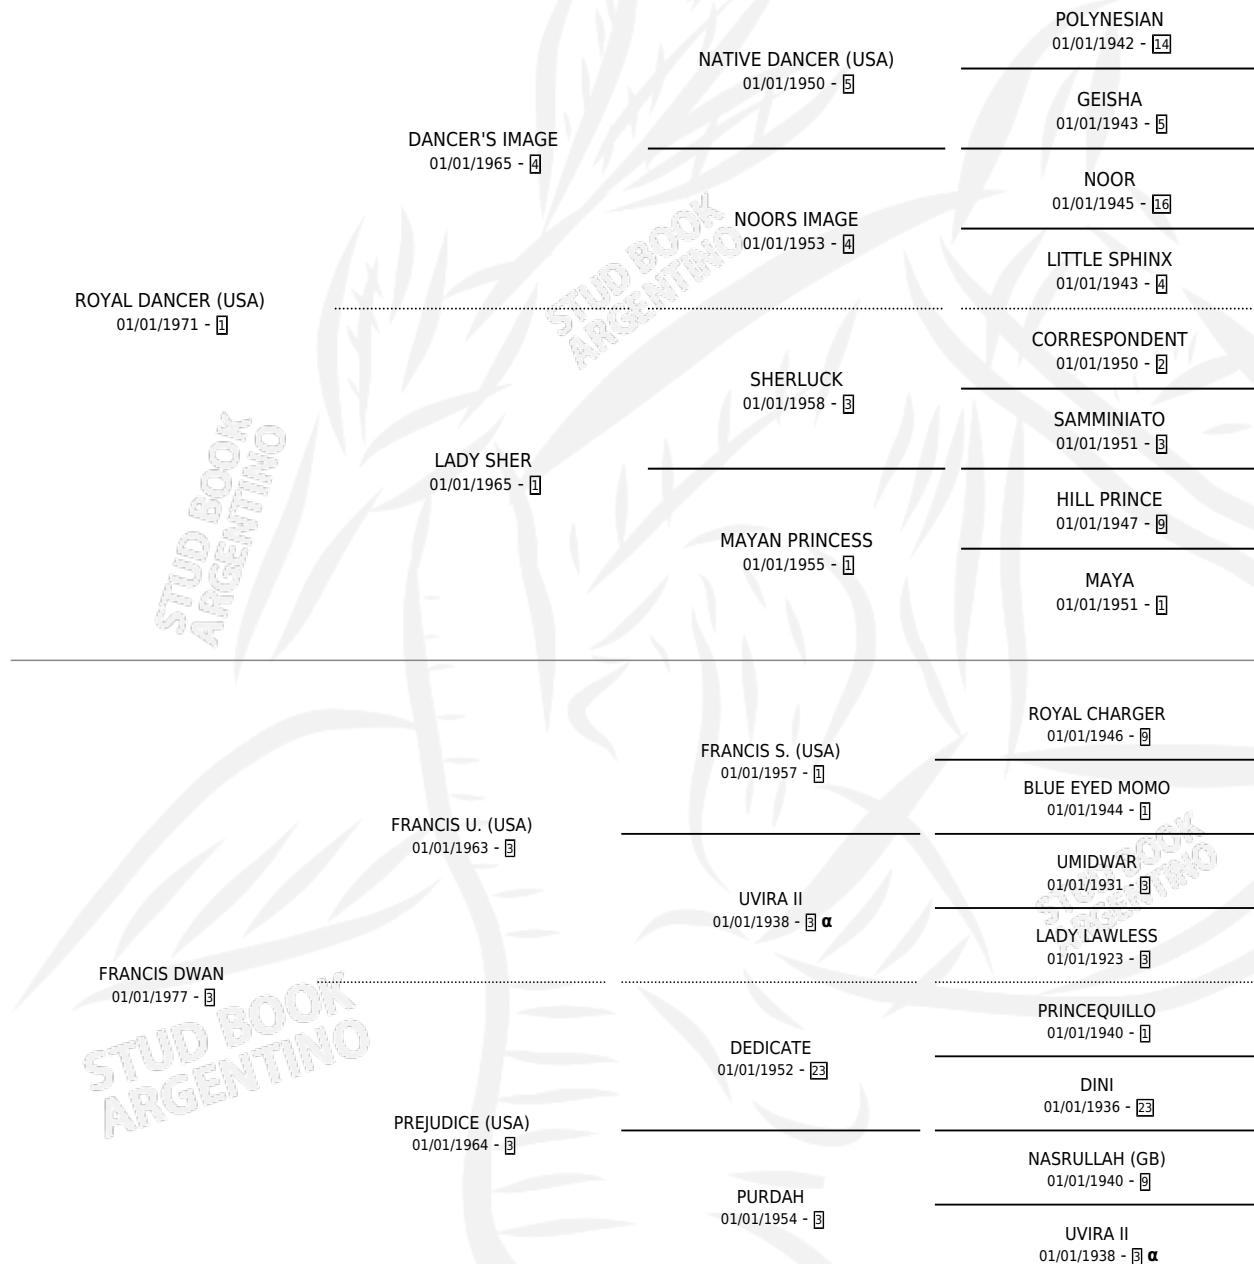 POLYNESIAN
01/01/1942 - 14
NATIVE DANCER (USA)
01/01/1950 - 5
GEISHA
01/01/1943 - 5
DANCER'S IMAGE
01/01/1965 - 4
NOOR
01/01/1945 - 16
NOORS IMAGE
01/01/1953 - 4
LITTLE SPHINX
01/01/1943 - 4
ROYAL DANCER (USA)
01/01/1971 - 1
CORRESPONDENT
01/01/1950 - 2
SHERLUCK
01/01/1958 - 3
SAMMINIATO
01/01/1951 - 3
LADY SHER
01/01/1965 - 1
HILL PRINCE
01/01/1947 - 9
MAYAN PRINCESS
01/01/1955 - 1
MAYA
01/01/1951 - 1
ROYAL CHARGER
01/01/1946 - 9
FRANCIS S. (USA)
01/01/1957 - 1
BLUE EYED MOMO
01/01/1944 - 1
FRANCIS U. (USA)
01/01/1963 - 3
UMIDWAR
01/01/1931 - 3
UVIRA II
01/01/1938 - 3 α
LADY LAWLESS
01/01/1923 - 3
FRANCIS DWAN
01/01/1977 - 3
PRINCEQUILLO
01/01/1940 - 1
DEDICATE
01/01/1952 - 23
DINI
01/01/1936 - 23
PREJUDICE (USA)
01/01/1964 - 3
NASRULLAH (GB)
01/01/1940 - 9
PURDAH
01/01/1954 - 3
UVIRA II
01/01/1938 - 3 α
STUD BOOK
ARGENTINO
STUD BOOK
ARGENTINO
STUD BOOK
ARGENTINO
STUD BOOK
ARGENTINO